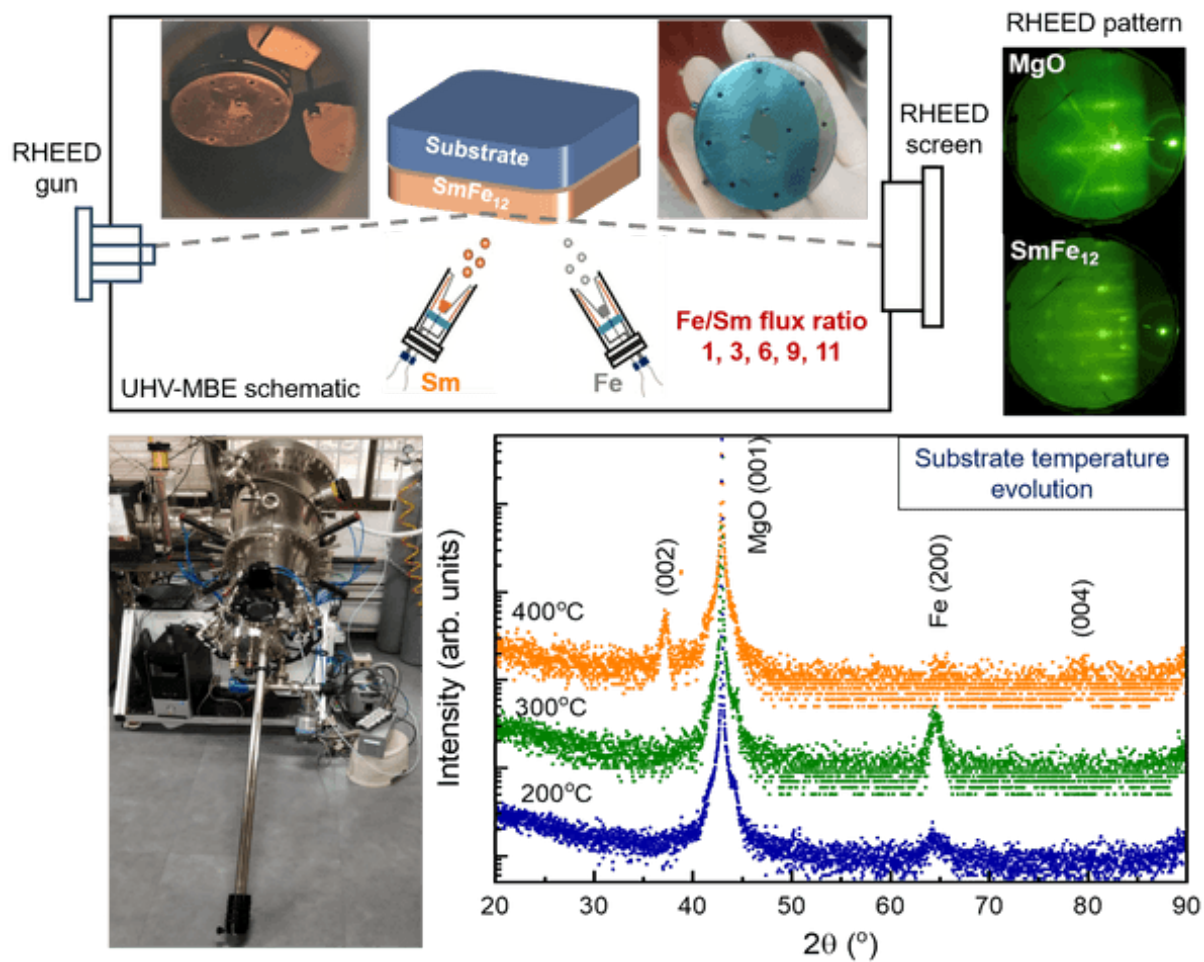 RHEED pattern
MgO
RHEED
gun
Substrate
SmFe₁₂
RHEED
screen
SmFe₁₂
Fe/Sm flux ratio
1, 3, 6, 9, 11
UHV-MBE schematic
Sm
Fe
Substrate temperature
evolution
MgO (001)
(002)
Fe (200)
(004)
400°C
300°C
200°C
Intensity (arb. units)
20 30 40 50 60 70 80 90
2θ (°)